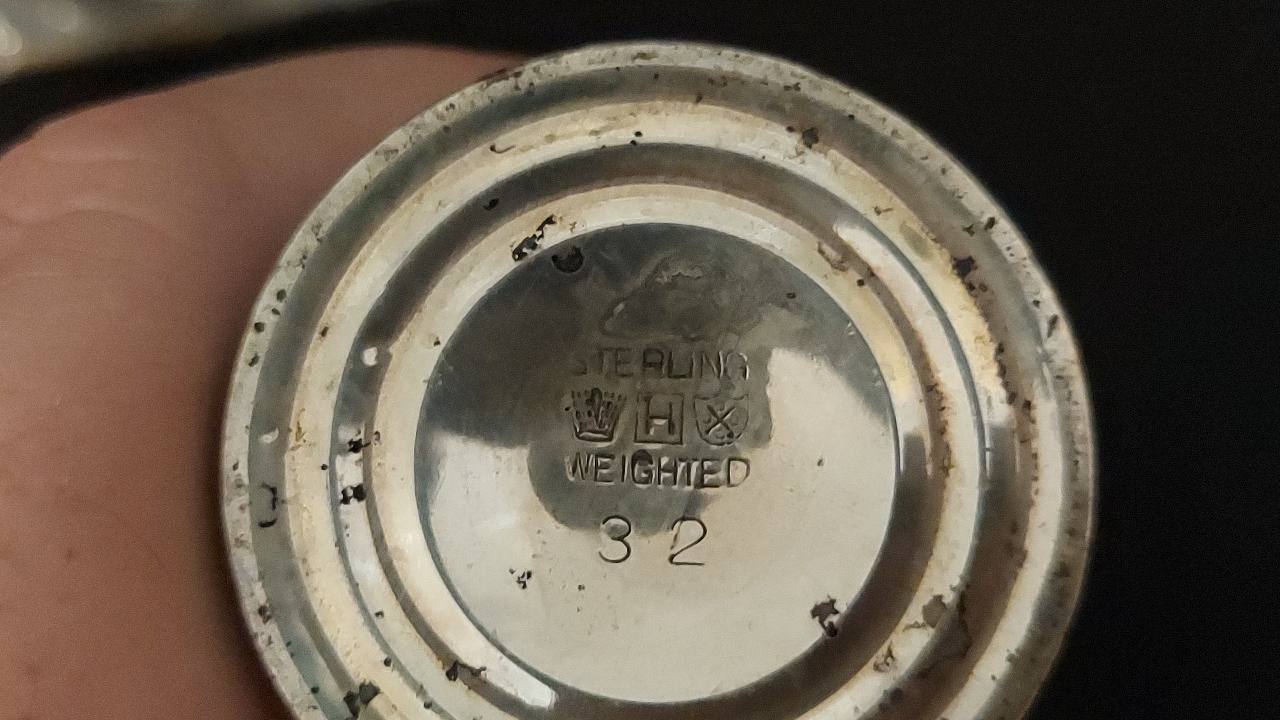 STERLING
H X
WEIGHTED
32